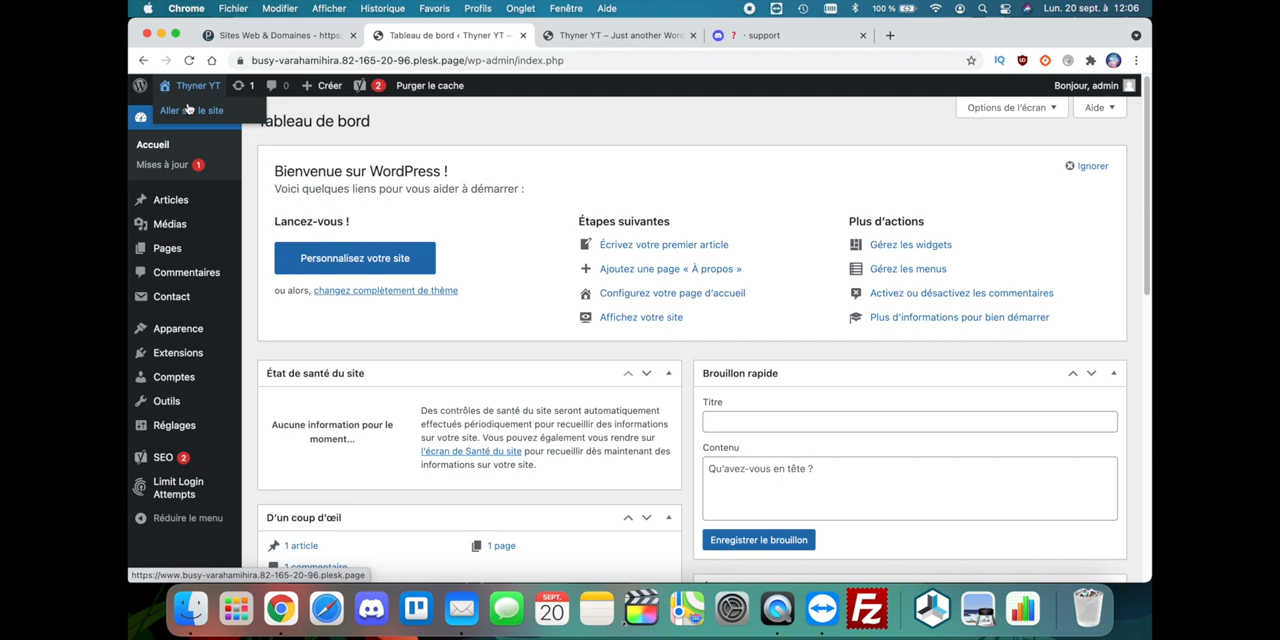 Chrome Fichier Modifier Afficher Historique Favoris Profils Onglet Fenêtre Aide 100 % Lun. 20 sept. à 12:06
Sites Web & Domaines - https: Tableau de bord ‹ Thyner YT — Thyner YT – Just another Wor ❓ - support
busy-varahamihira.82-165-20-96.plesk.page/wp-admin/index.php
Thyner YT 1 0 Créer 2 Purger le cache Bonjour, admin
Aller le site
Options de l'écran Aide
Tableau de bord
Accueil
Mises à jour 1
Articles
Médias
Pages
Commentaires
Contact
Apparence
Extensions
Comptes
Outils
Réglages
SEO 2
Limit Login
Attempts
Réduire le menu
Bienvenue sur WordPress !
Ignorer
Voici quelques liens pour vous aider à démarrer :
Lancez-vous !
Personnalisez votre site
ou alors, changez complètement de thème
Étapes suivantes
Écrivez votre premier article
Ajoutez une page « À propos »
Configurez votre page d'accueil
Affichez votre site
Plus d'actions
Gérez les widgets
Gérez les menus
Activez ou désactivez les commentaires
Plus d'informations pour bien démarrer
État de santé du site
Aucune information pour le
moment...
Des contrôles de santé du site seront automatiquement
effectués périodiquement pour recueillir des informations
sur votre site. Vous pouvez également vous rendre sur
l'écran de Santé du site pour recueillir dès maintenant des
informations sur votre site.
D'un coup d'œil
1 article 1 page
1 commentaire
Brouillon rapide
Titre
Contenu
Qu'avez-vous en tête ?
Enregistrer le brouillon
https://www.busy-varahamihira.82-165-20-96.plesk.page
SEPT.
20
Fz